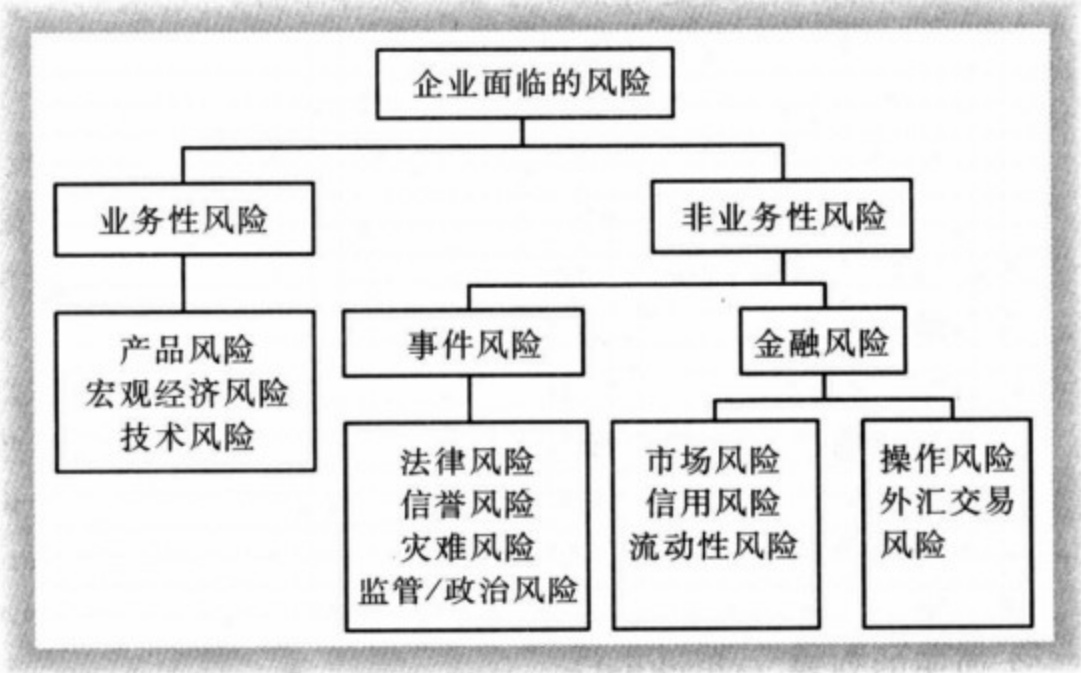 企业面临的风险
业务性风险
非业务性风险
产品风险
宏观经济风险
技术风险
事件风险
金融风险
法律风险
信誉风险
灾难风险
监管/政治风险
市场风险
信用风险
流动性风险
操作风险
外汇交易
风险